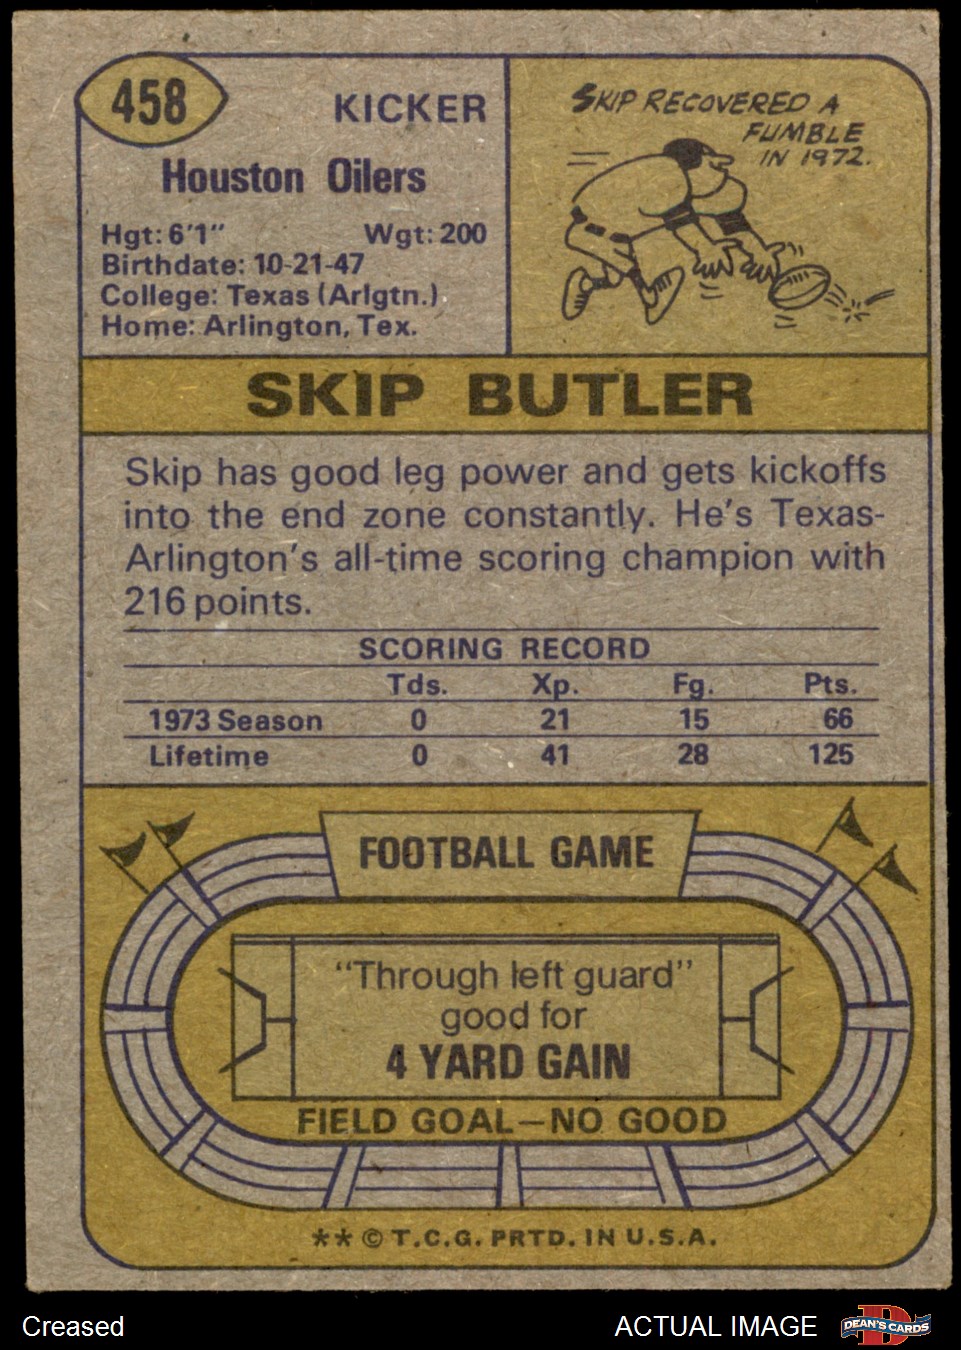 458
KICKER
Houston Oilers
Hgt: 6'1" Wgt: 200
Birthdate: 10-21-47
College: Texas (Arlgtn.)
Home: Arlington, Tex.
SKIP RECOVERED A
FUMBLE
IN 1972.
SKIP BUTLER
Skip has good leg power and gets kickoffs
into the end zone constantly. He's Texas-
Arlington's all-time scoring champion with
216 points.
SCORING RECORD
Tds. Xp. Fg. Pts.
1973 Season 0 21 15 66
Lifetime 0 41 28 125
FOOTBALL GAME
"Through left guard"
good for
4 YARD GAIN
FIELD GOAL—NO GOOD
** © T.C.G. PRTD. IN U.S.A.
Creased
ACTUAL IMAGE
D
DEAN'S CARDS